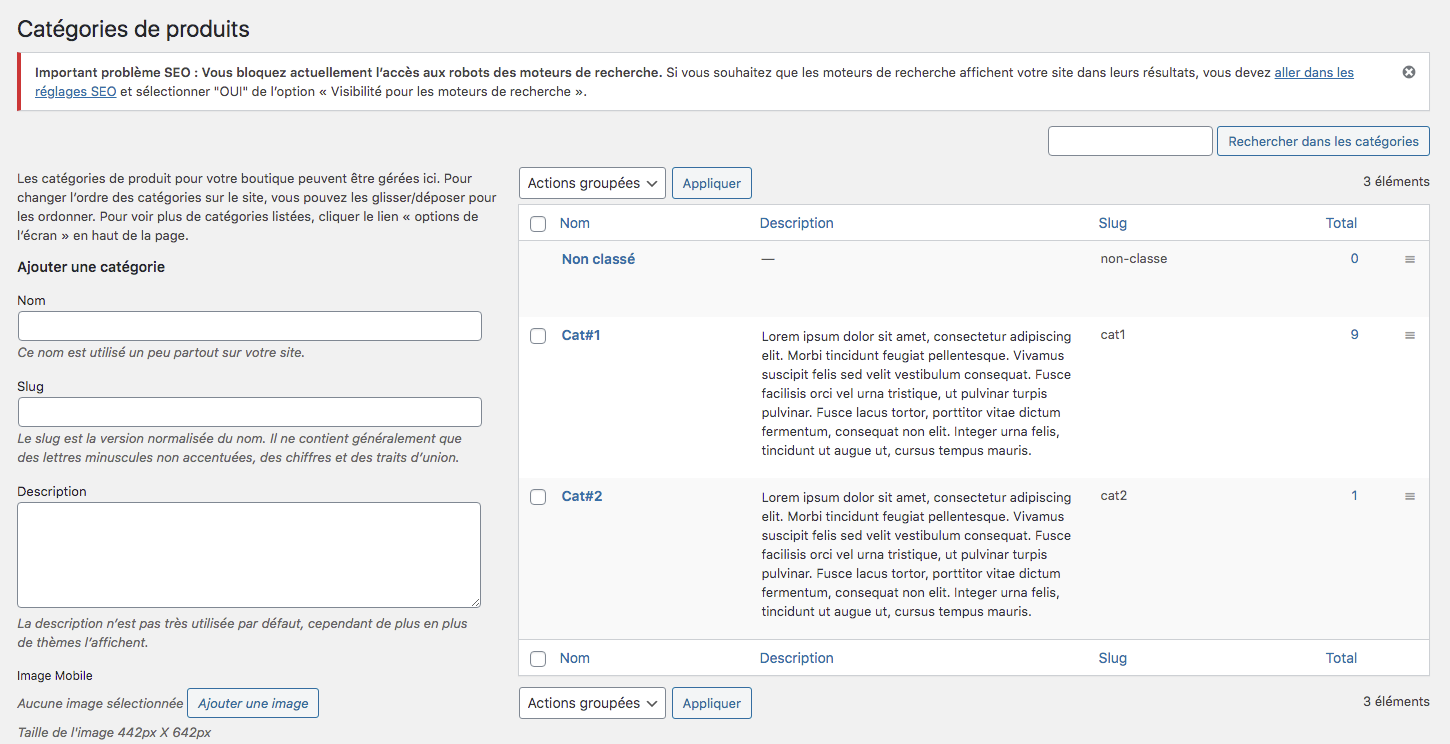 Catégories de produits
Important problème SEO : Vous bloquez actuellement l’accès aux robots des moteurs de recherche. Si vous souhaitez que les moteurs de recherche affichent votre site dans leurs résultats, vous devez aller dans les
réglages SEO et sélectionner "OUI" de l’option « Visibilité pour les moteurs de recherche ».
Rechercher dans les catégories
Les catégories de produit pour votre boutique peuvent être gérées ici. Pour
changer l’ordre des catégories sur le site, vous pouvez les glisser/déposer pour
les ordonner. Pour voir plus de catégories listées, cliquer le lien « options de
l’écran » en haut de la page.
Ajouter une catégorie
Nom
Ce nom est utilisé un peu partout sur votre site.
Slug
Le slug est la version normalisée du nom. Il ne contient généralement que
des lettres minuscules non accentuées, des chiffres et des traits d’union.
Description
La description n’est pas très utilisée par défaut, cependant de plus en plus
de thèmes l’affichent.
Image Mobile
Aucune image sélectionnée Ajouter une image
Taille de l'image 442px X 642px
Actions groupées Appliquer 3 éléments
Nom Description Slug Total
Non classé — non-classe 0
Cat#1 Lorem ipsum dolor sit amet, consectetur adipiscing cat1 9
elit. Morbi tincidunt feugiat pellentesque. Vivamus
suscipit felis sed velit vestibulum consequat. Fusce
facilisis orci vel urna tristique, ut pulvinar turpis
pulvinar. Fusce lacus tortor, porttitor vitae dictum
fermentum, consequat non elit. Integer urna felis,
tincidunt ut augue ut, cursus tempus mauris.
Cat#2 Lorem ipsum dolor sit amet, consectetur adipiscing cat2 1
elit. Morbi tincidunt feugiat pellentesque. Vivamus
suscipit felis sed velit vestibulum consequat. Fusce
facilisis orci vel urna tristique, ut pulvinar turpis
pulvinar. Fusce lacus tortor, porttitor vitae dictum
fermentum, consequat non elit. Integer urna felis,
tincidunt ut augue ut, cursus tempus mauris.
Nom Description Slug Total
Actions groupées Appliquer 3 éléments